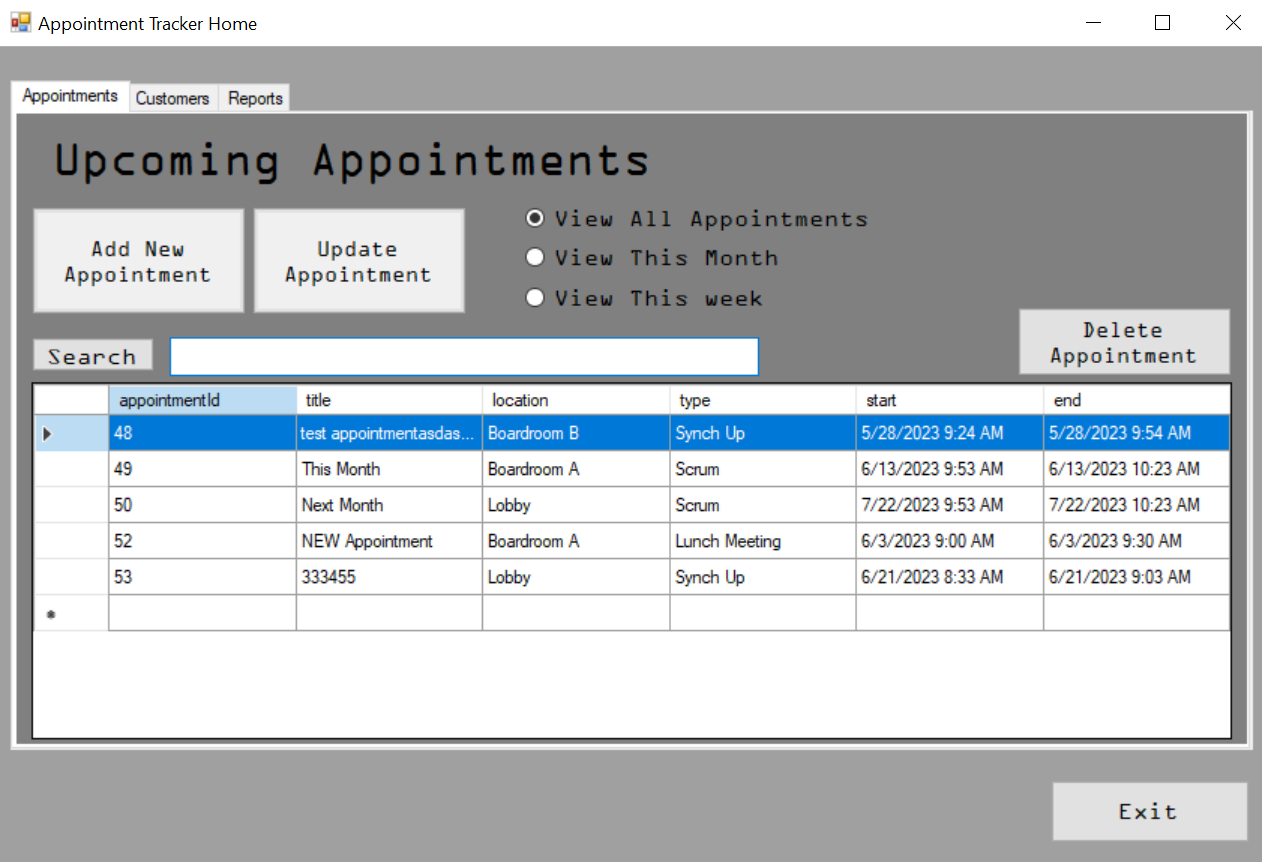 Appointment Tracker Home
Appointments Customers Reports
Upcoming Appointments
Add New
Appointment
Update
Appointment
View All Appointments
View This Month
View This week
Delete
Appointment
Search
appointmentId title location type start end
48 test appointmentasdas... Boardroom B Synch Up 5/28/2023 9:24 AM 5/28/2023 9:54 AM
49 This Month Boardroom A Scrum 6/13/2023 9:53 AM 6/13/2023 10:23 AM
50 Next Month Lobby Scrum 7/22/2023 9:53 AM 7/22/2023 10:23 AM
52 NEW Appointment Boardroom A Lunch Meeting 6/3/2023 9:00 AM 6/3/2023 9:30 AM
53 333455 Lobby Synch Up 6/21/2023 8:33 AM 6/21/2023 9:03 AM
Exit